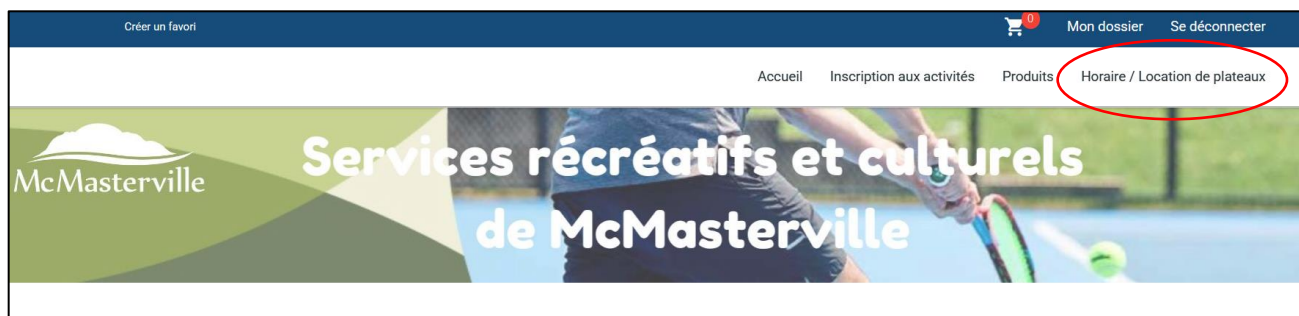 Créer un favori
0
Mon dossier
Se déconnecter
Accueil
Inscription aux activités
Produits
Horaire / Location de plateaux
McMasterville
Services récréatifs et culturels
de McMasterville